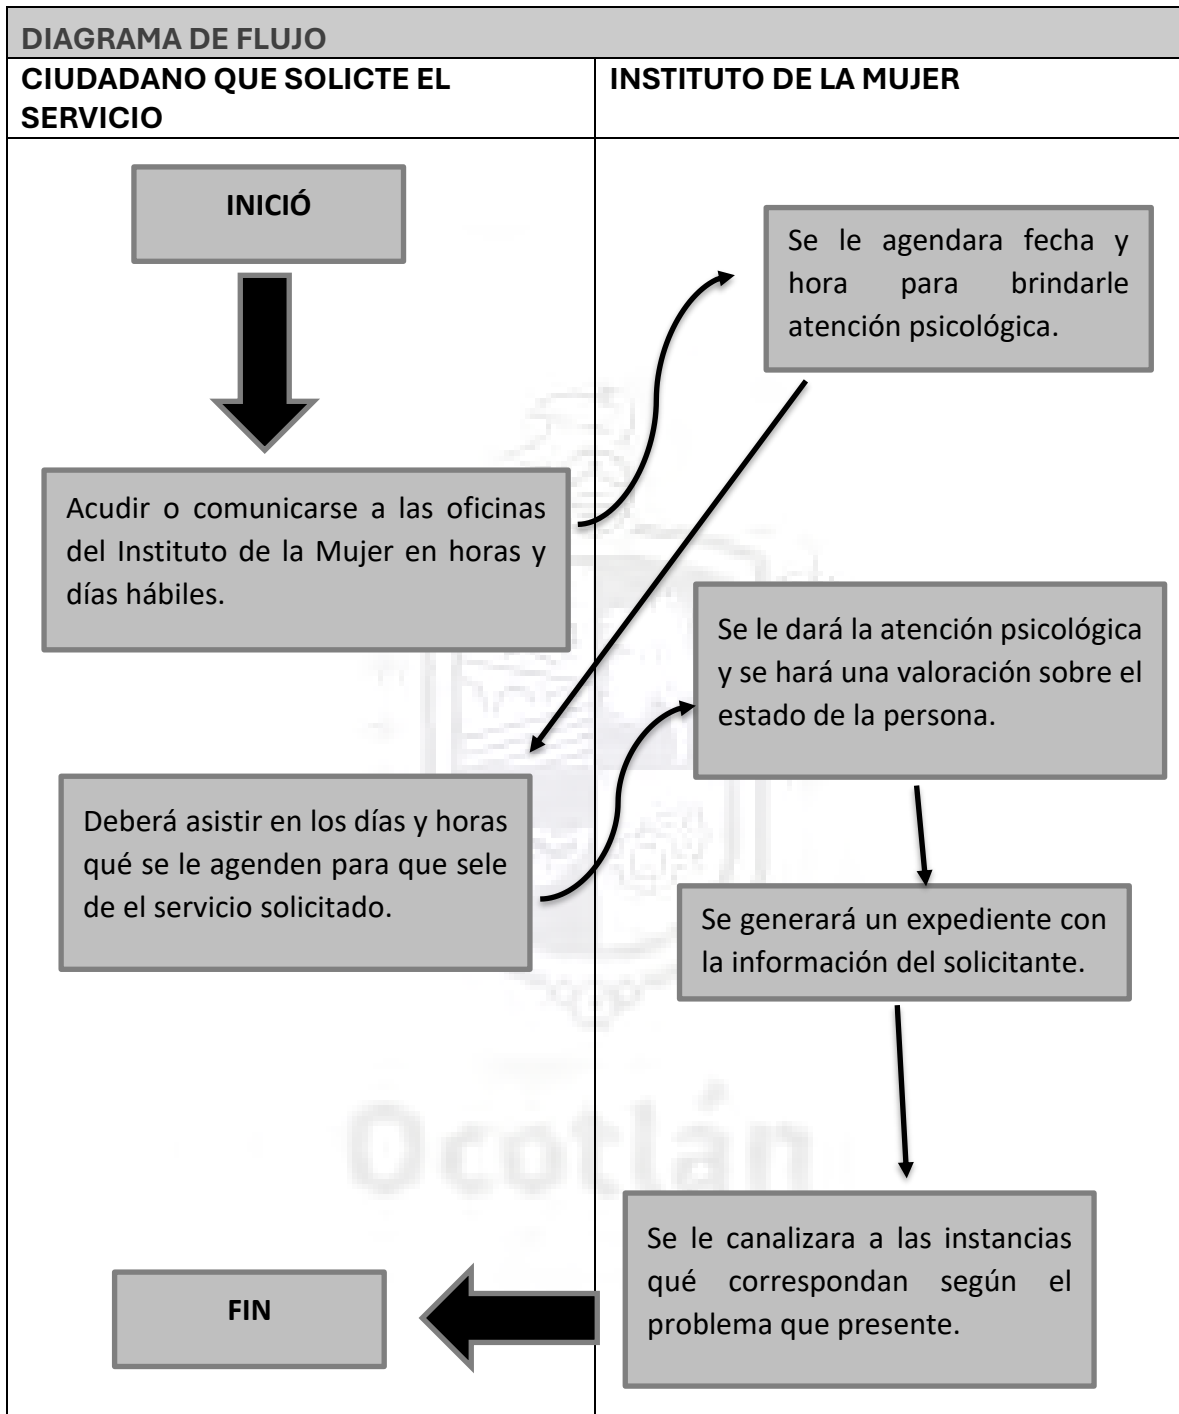 DIAGRAMA DE FLUJO
CIUDADANO QUE SOLICTE EL
SERVICIO
INSTITUTO DE LA MUJER
INICIÓ
Se le agendara fecha y
hora para brindarle
atención psicológica.
Acudir o comunicarse a las oficinas
del Instituto de la Mujer en horas y
días hábiles.
Deberá asistir en los días y horas
qué se le agenden para que sele
de el servicio solicitado.
Se le dará la atención psicológica
y se hará una valoración sobre el
estado de la persona.
Se generará un expediente con
la información del solicitante.
Se le canalizara a las instancias
qué correspondan según el
problema que presente.
FIN
Ocotlán